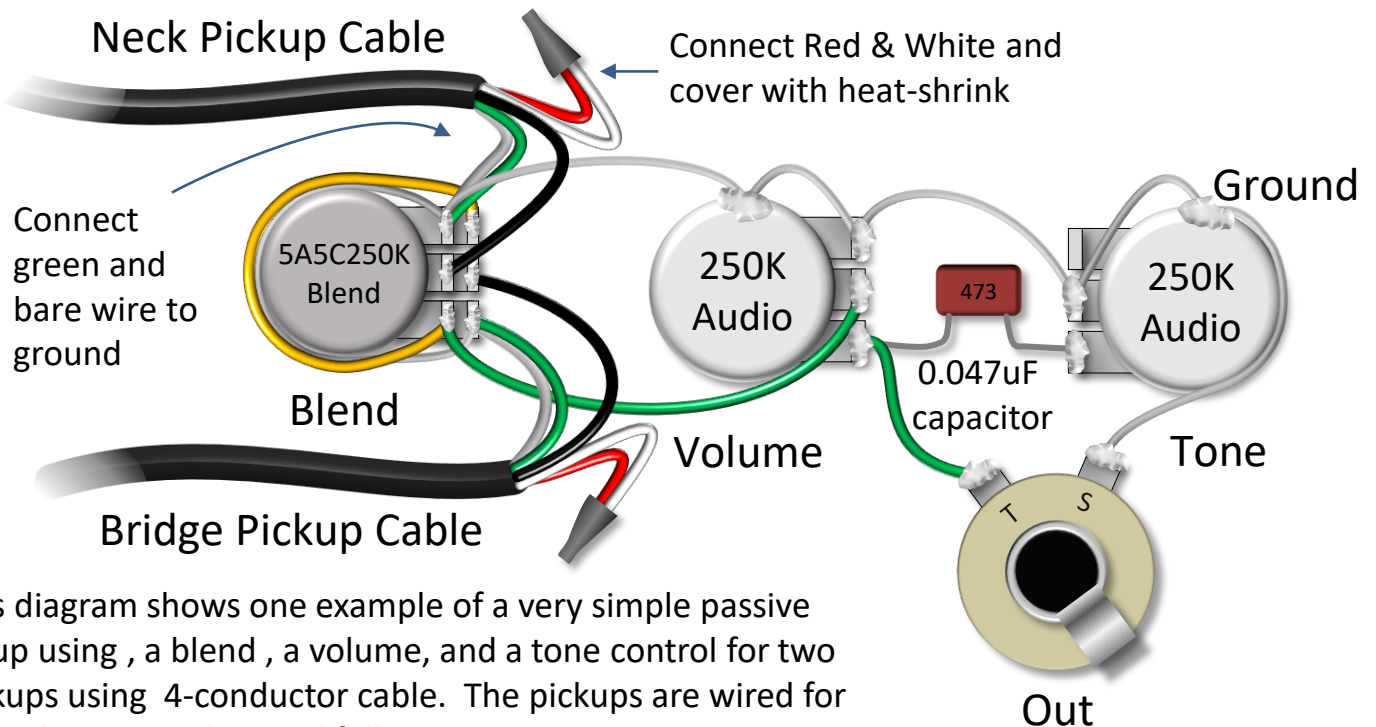 Neck Pickup Cable
Connect Red & White and
cover with heat-shrink
Connect
green and
bare wire to
ground
5A5C250K
Blend
Blend
250K
Audio
Volume
473
0.047uF
capacitor
Ground
250K
Audio
Tone
Bridge Pickup Cable
T
S
Out
s diagram shows one example of a very simple passive
up using , a blend , a volume, and a tone control for two
kups using 4-conductor cable. The pickups are wired for